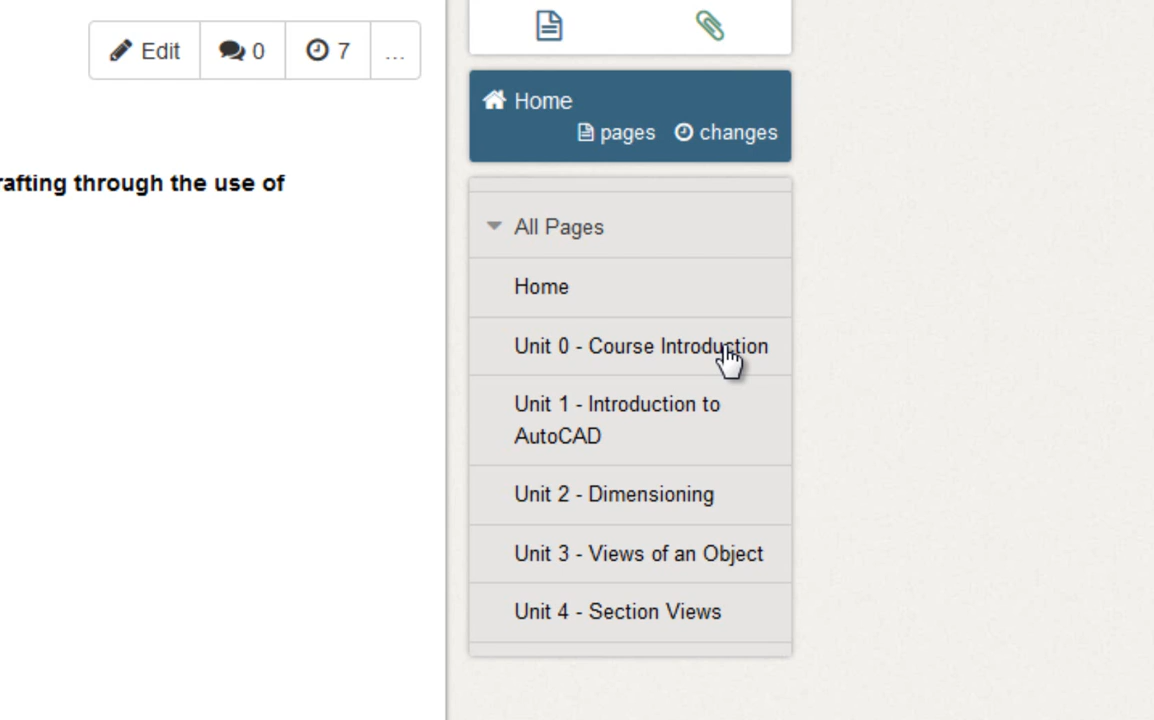 Edit 0 7 ...
Home
pages changes
rafting through the use of
All Pages
Home
Unit 0 - Course Introduction
Unit 1 - Introduction to
AutoCAD
Unit 2 - Dimensioning
Unit 3 - Views of an Object
Unit 4 - Section Views